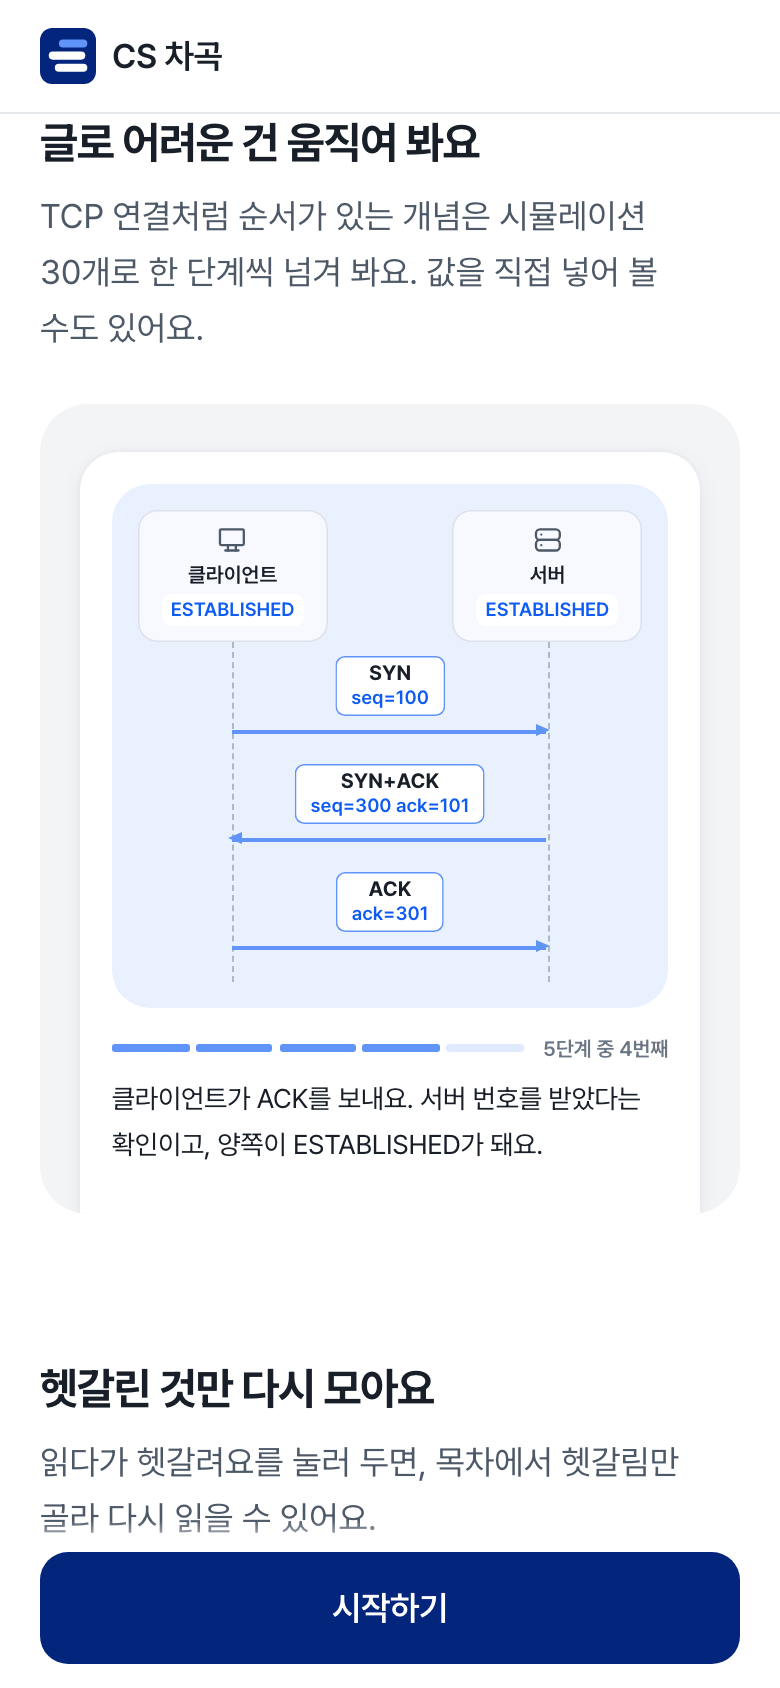 CS 차곡
글로 어려운 건 움직여 봐요
TCP 연결처럼 순서가 있는 개념은 시뮬레이션
30개로 한 단계씩 넘겨 봐요. 값을 직접 넣어 볼
수도 있어요.
클라이언트
서버
ESTABLISHED
ESTABLISHED
SYN
seq=100
SYN+ACK
seq=300 ack=101
ACK
ack=301
5단계 중 4번째
클라이언트가 ACK를 보내요. 서버 번호를 받았다는
확인이고, 양쪽이 ESTABLISHED가 돼요.
헷갈린 것만 다시 모아요
읽다가 헷갈려요를 눌러 두면, 목차에서 헷갈림만
골라 다시 읽을 수 있어요.
시작하기